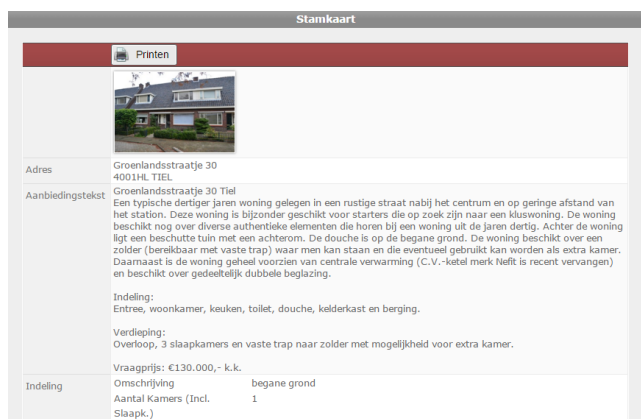 Stamkaart
Printen
Adres
Groenlandsstraatje 30
4001HL TIEL
Aanbiedingstekst
Groenlandsstraatje 30 Tiel
Een typische dertiger jaren woning gelegen in een rustige straat nabij het centrum en op geringe afstand van
het station. Deze woning is bijzonder geschikt voor starters die op zoek zijn naar een kluswoning. De woning
beschikt nog over diverse authentieke elementen die horen bij een woning uit de jaren dertig. Achter de woning
ligt een beschutte tuin met een achterom. De douche is op de begane grond. De woning beschikt over een
zolder (bereikbaar met vaste trap) waar men kan staan en die eventueel gebruikt kan worden als extra kamer.
Daarnaast is de woning geheel voorzien van centrale verwarming (C.V.-ketel merk Nefit is recent vervangen)
en beschikt over gedeeltelijk dubbele beglazing.
Indeling:
Entree, woonkamer, keuken, toilet, douche, kelderkast en berging.
Verdieping:
Overloop, 3 slaapkamers en vaste trap naar zolder met mogelijkheid voor extra kamer.
Vraagprijs: €130.000,- k.k.
Indeling
Omschrijving begane grond
Aantal Kamers (Incl. 1
Slaapk.)